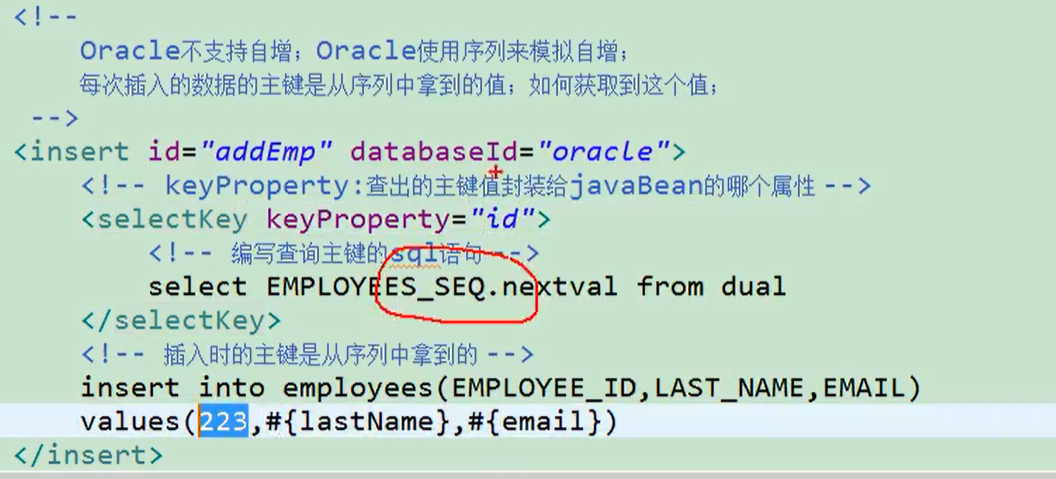 <!--
Oracle不支持自增；Oracle使用序列来模拟自增；
每次插入的数据的主键是从序列中拿到的值；如何获取到这个值；
-->
<insert id="addEmp" databaseId="oracle">
<!-- keyProperty:查出的主键值封装给javaBean的哪个属性 -->
<selectKey keyProperty="id">
<!-- 编写查询主键的sql语句 -->
select EMPLOYEES_SEQ.nextval from dual
</selectKey>
<!-- 插入时的主键是从序列中拿到的 -->
insert into employees(EMPLOYEE_ID,LAST_NAME,EMAIL)
values(223,#{lastName},#{email})
</insert>